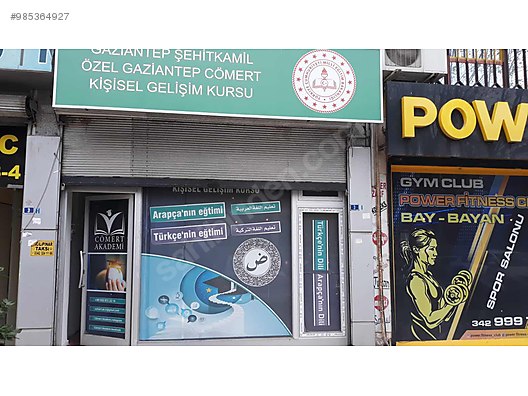 #985364927
GAZİANTEP ŞEHİTKAMİL
ÖZEL GAZİANTEP CÖMERT
KİŞİSEL GELİŞİM KURSU
KİŞİSEL GELİŞİM KURSU
Arapça'nın eğitimi
تعليم اللغة العربية
Türkçe'nin eğitimi
تعليم اللغة التركية
ض
CÖMERT
AKADEMİ
Türkçe'nin Dili
Arapça'nın Dili
TAKSİ
C
-4
POW
GYM CLUB
POWER FITNESS C
BAY - BAYAN
SPOR SALONU
342 999